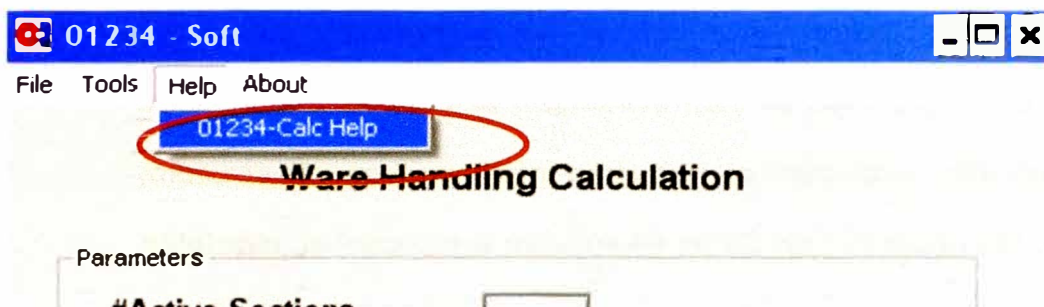 01234 - Soft
File Tools Help About
01234-Calc Help
Ware Handling Calculation
Parameters
#Active Sections